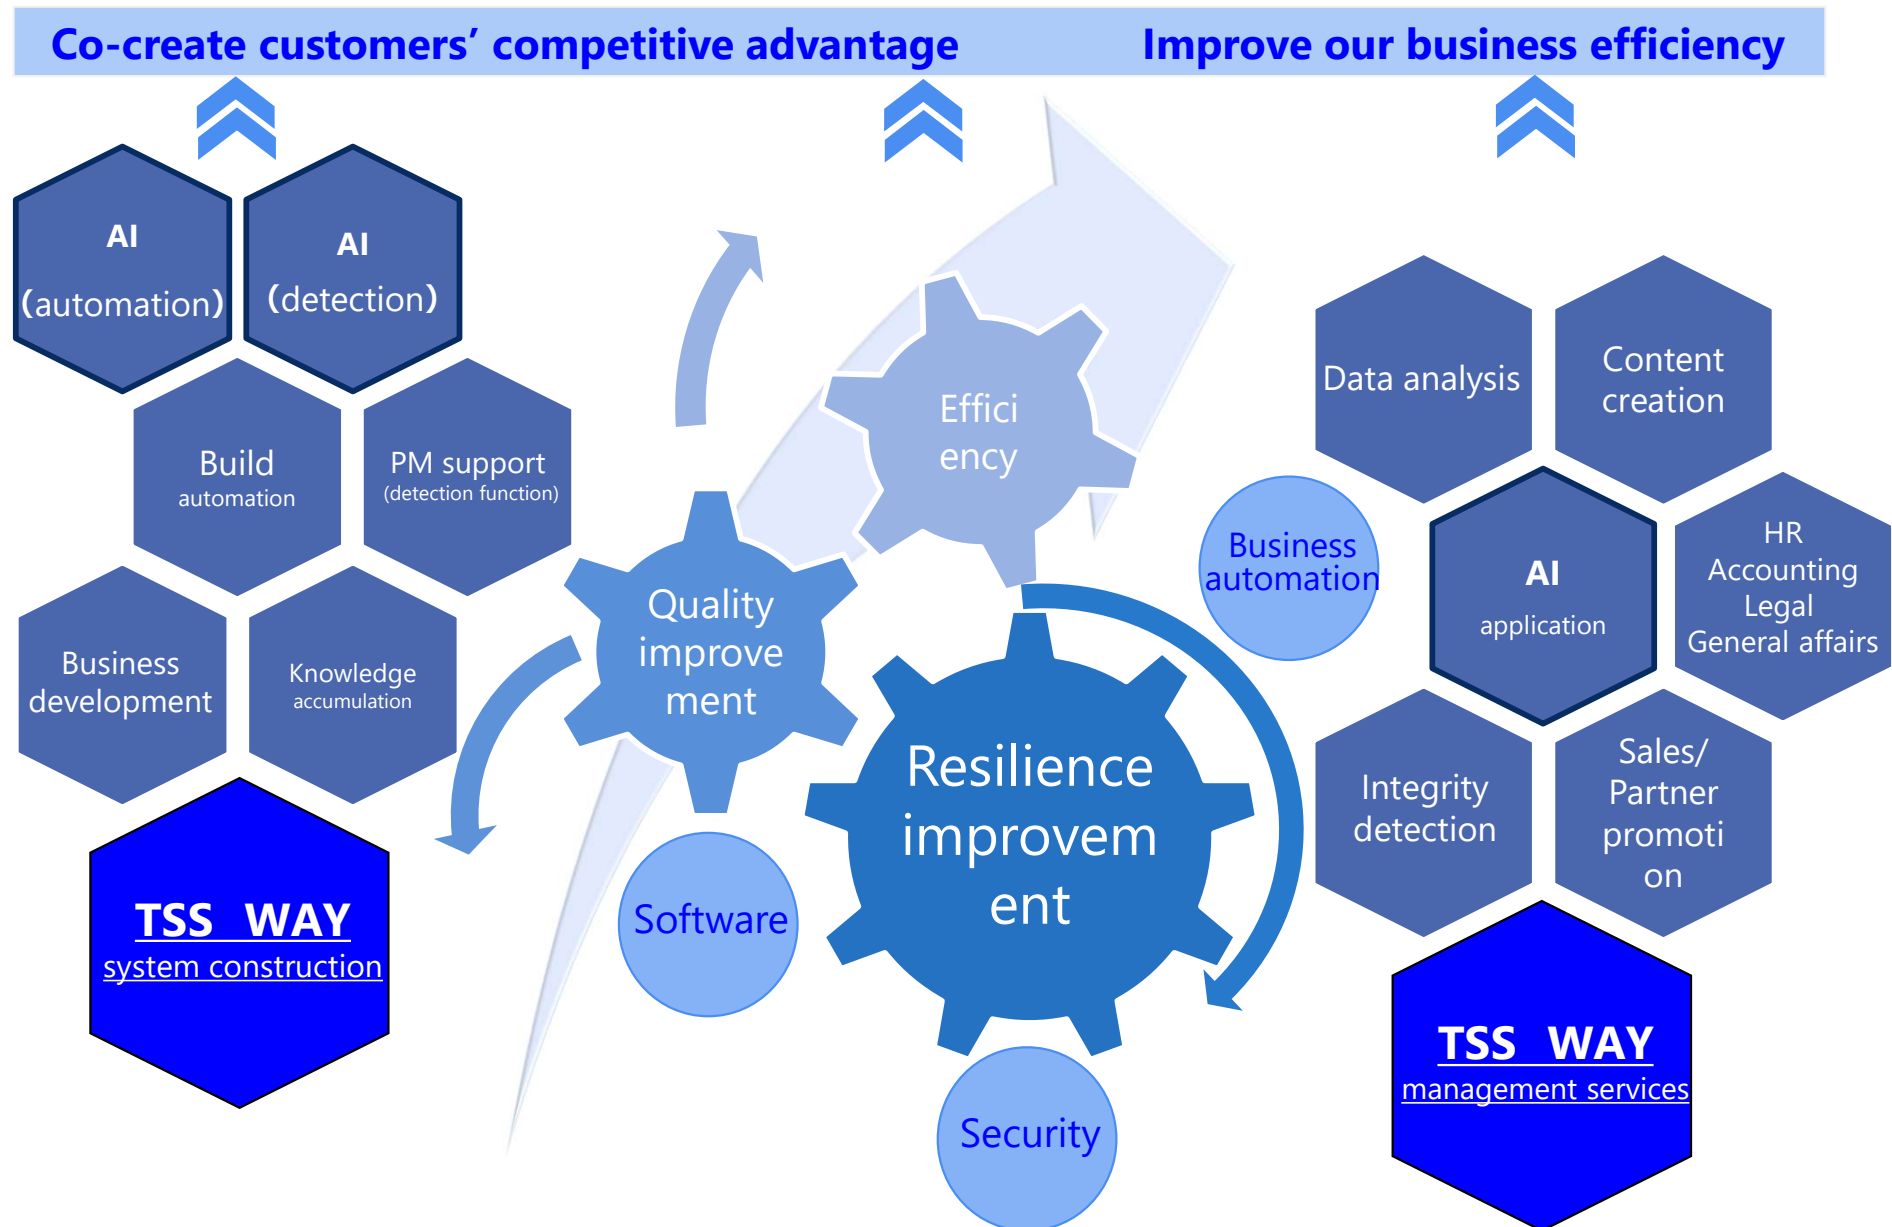 Co-create customers’ competitive advantage
Improve our business efficiency
AI
(automation)
AI
(detection)
Build
automation
PM support
(detection function)
Business
development
Knowledge
accumulation
TSS WAY
system construction
Effici
ency
Quality
improve
ment
Resilience
improvem
ent
Software
Security
Business
automation
Data analysis
Content
creation
AI
application
HR
Accounting
Legal
General affairs
Integrity
detection
Sales/
Partner
promoti
on
TSS WAY
management services